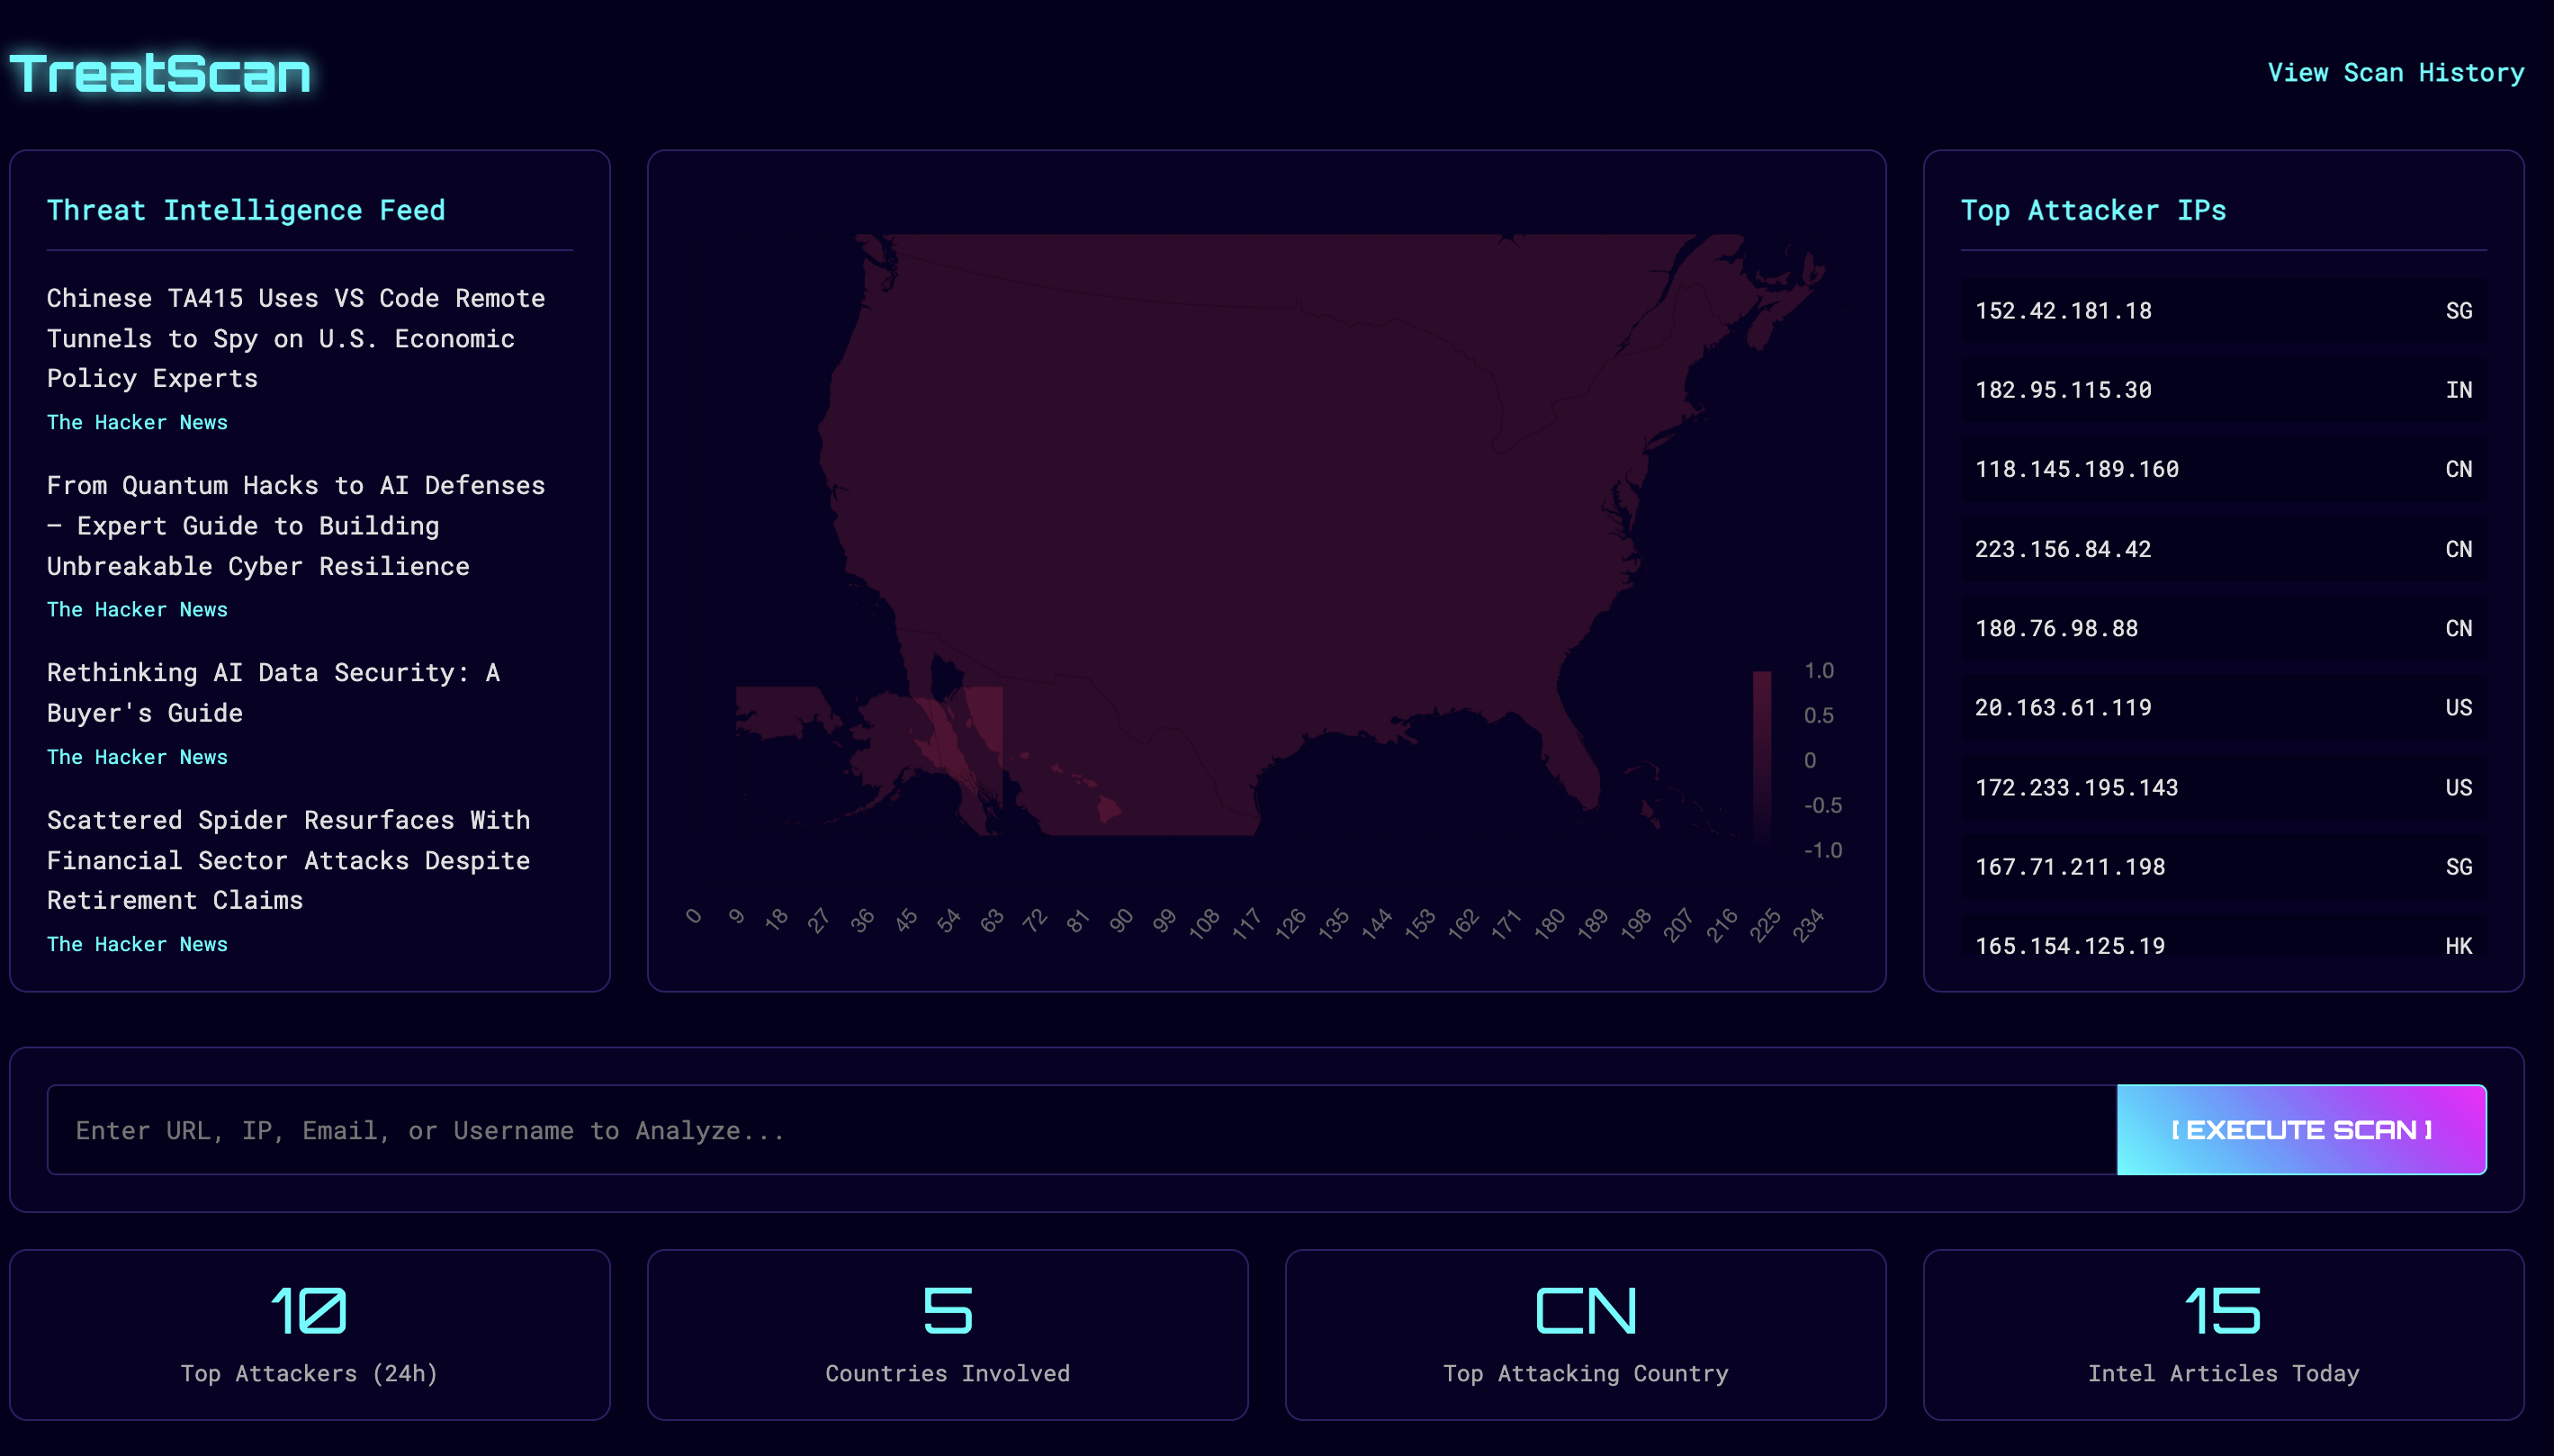 TreatScan
View Scan History
Threat Intelligence Feed
Chinese TA415 Uses VS Code Remote
Tunnels to Spy on U.S. Economic
Policy Experts
The Hacker News
From Quantum Hacks to AI Defenses
– Expert Guide to Building
Unbreakable Cyber Resilience
The Hacker News
Rethinking AI Data Security: A
Buyer's Guide
The Hacker News
Scattered Spider Resurfaces With
Financial Sector Attacks Despite
Retirement Claims
The Hacker News
1.0
0.5
0
-0.5
-1.0
0 9 18 27 36 45 54 63 72 81 90 99 108 117 126 135 144 153 162 171 180 189 198 207 216 225 234
Top Attacker IPs
152.42.181.18 SG
182.95.115.30 IN
118.145.189.160 CN
223.156.84.42 CN
180.76.98.88 CN
20.163.61.119 US
172.233.195.143 US
167.71.211.198 SG
165.154.125.19 HK
Enter URL, IP, Email, or Username to Analyze...
[ EXECUTE SCAN ]
10
Top Attackers (24h)
5
Countries Involved
CN
Top Attacking Country
15
Intel Articles Today